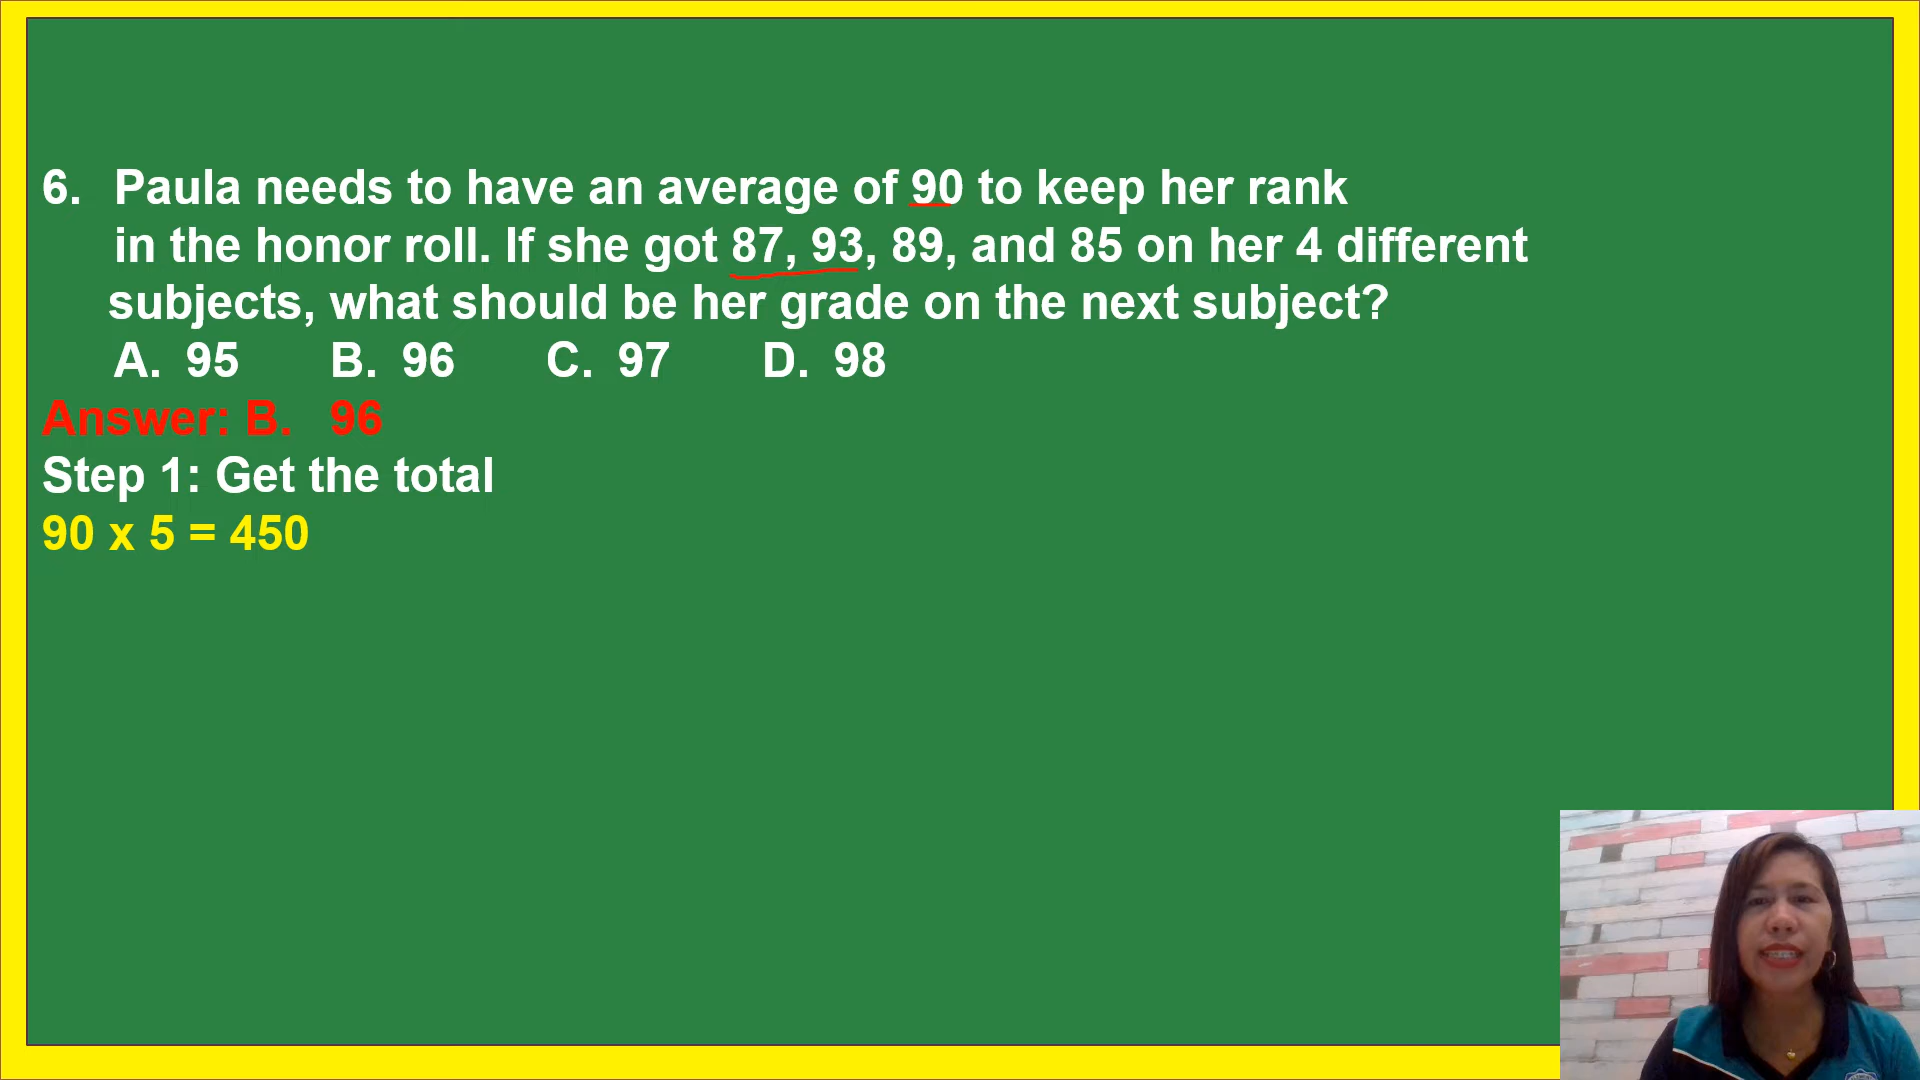 6. Paula needs to have an average of 90 to keep her rank
in the honor roll. If she got 87, 93, 89, and 85 on her 4 different
subjects, what should be her grade on the next subject?
A. 95 B. 96 C. 97 D. 98
Answer: B. 96
Step 1: Get the total
90 x 5 = 450